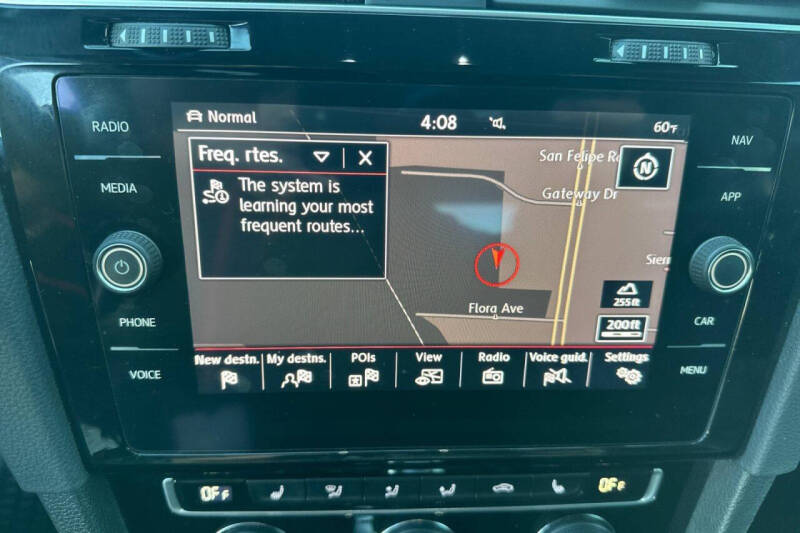 Normal
4:08
60°F
RADIO
MEDIA
PHONE
VOICE
NAV
APP
CAR
MENU
Freq. rtes.
X
The system is
learning your most
frequent routes...
San Felipe
Gateway Dr
N
Flora Ave
255ft
200ft
New destn.
My destns.
POIs
View
Radio
Voice guid.
Settings
OFF
OFF